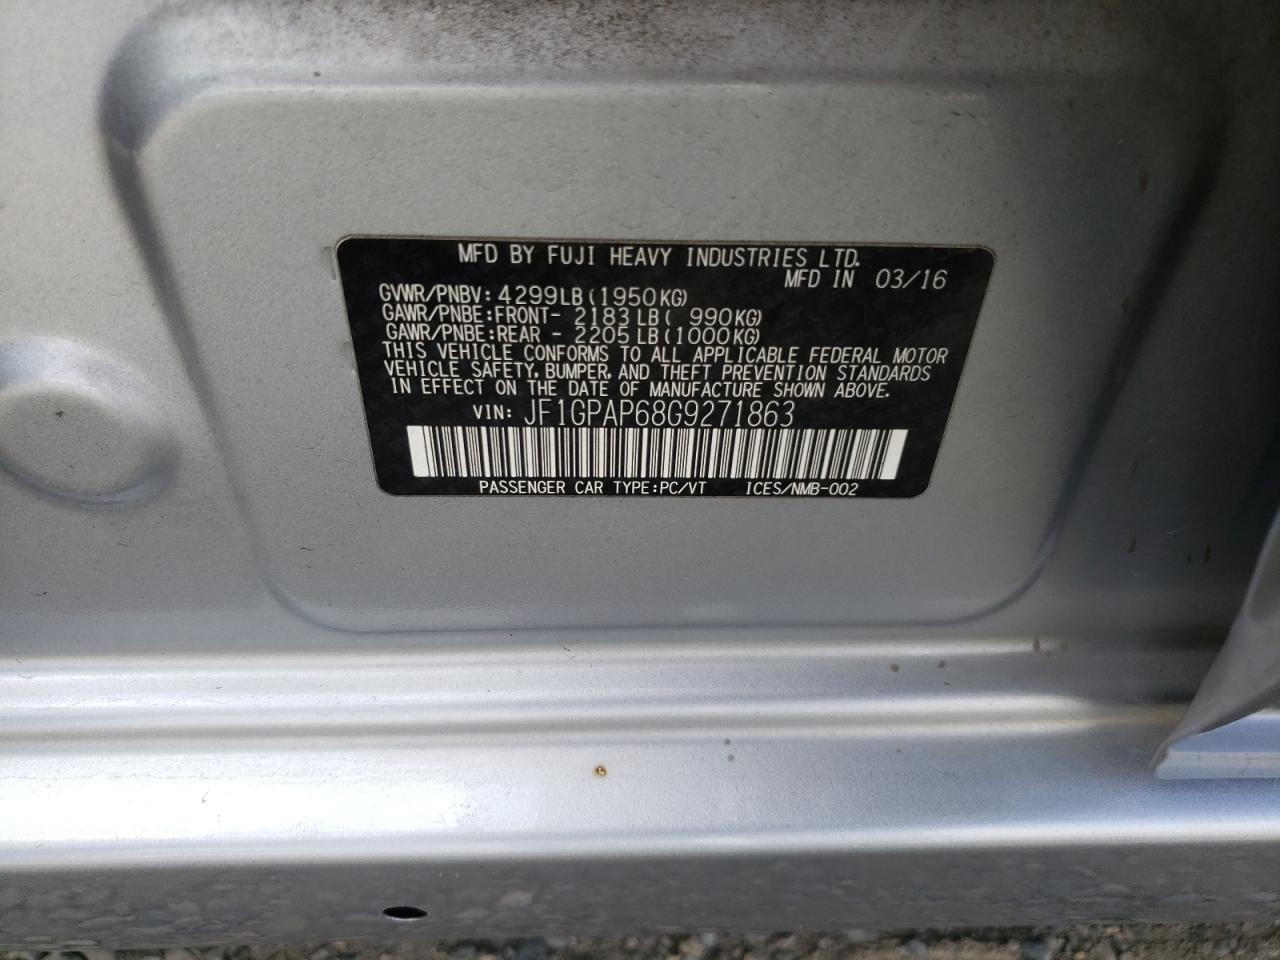 MFD BY FUJI HEAVY INDUSTRIES LTD.
MFD IN 03/16
GVWR/PNBV: 4299LB(1950KG)
GAWR/PNBE:FRONT- 2183LB( 990KG)
GAWR/PNBE:REAR - 2205LB(1000KG)
THIS VEHICLE CONFORMS TO ALL APPLICABLE FEDERAL MOTOR
VEHICLE SAFETY, BUMPER, AND THEFT PREVENTION STANDARDS
IN EFFECT ON THE DATE OF MANUFACTURE SHOWN ABOVE.
VIN: JF1GPAP68G9271863
PASSENGER CAR TYPE:PC/VT ICES/NMB-002